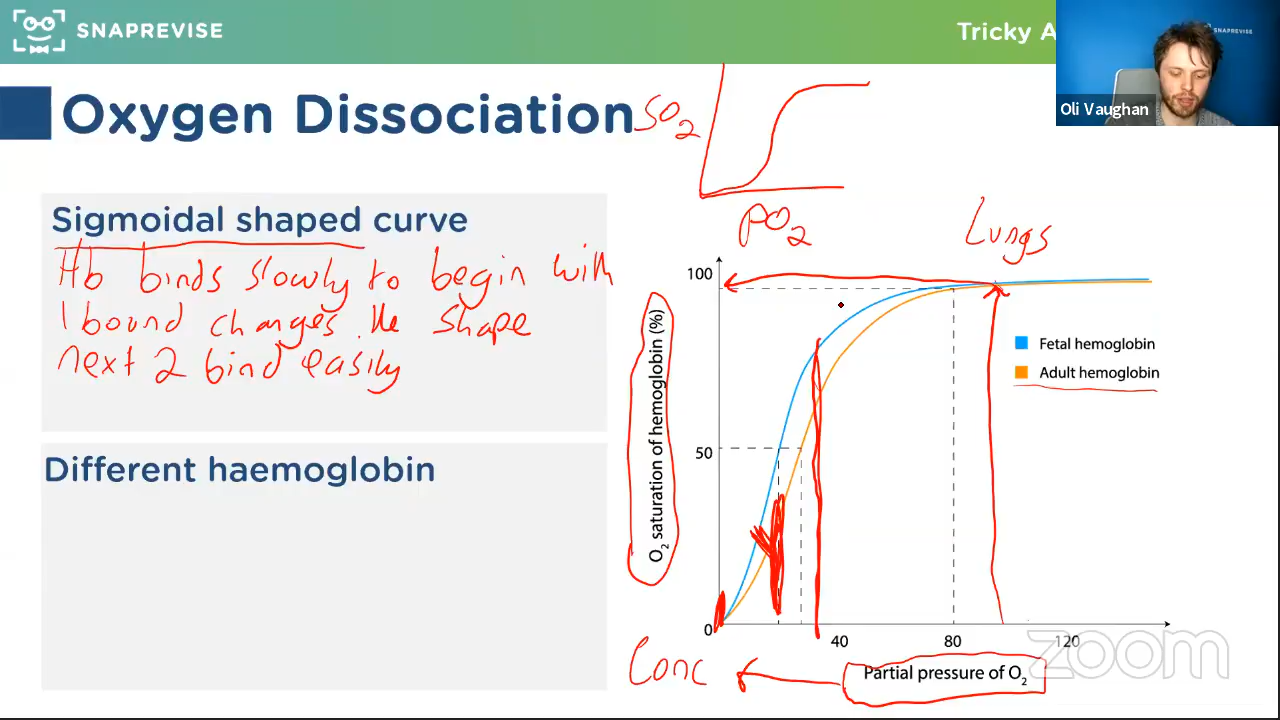 SNAPREVISE
Tricky A
SNAPREVISE
Oli Vaughan
Oxygen Dissociation
SO2
PO2
Lungs
Sigmoidal shaped curve
Hb binds slowly to begin with
1 bound changes the shape
next 2 bind easily
Different haemoglobin
100
50
0
O₂ saturation of hemoglobin (%)
Fetal hemoglobin
Adult hemoglobin
40
80
120
Conc
Partial pressure of O₂
zoom